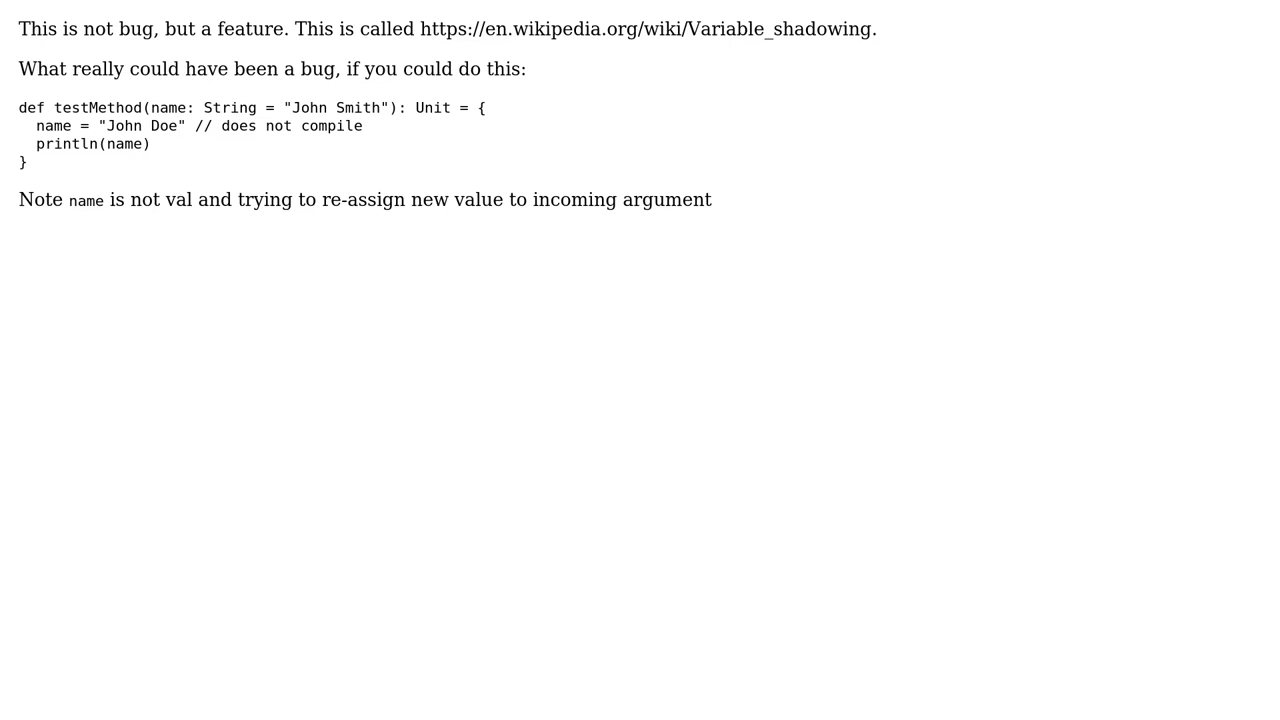 This is not bug, but a feature. This is called https://en.wikipedia.org/wiki/Variable_shadowing.
What really could have been a bug, if you could do this:
def testMethod(name: String = "John Smith"): Unit = {
  name = "John Doe" // does not compile
  println(name)
}
Note name is not val and trying to re-assign new value to incoming argument